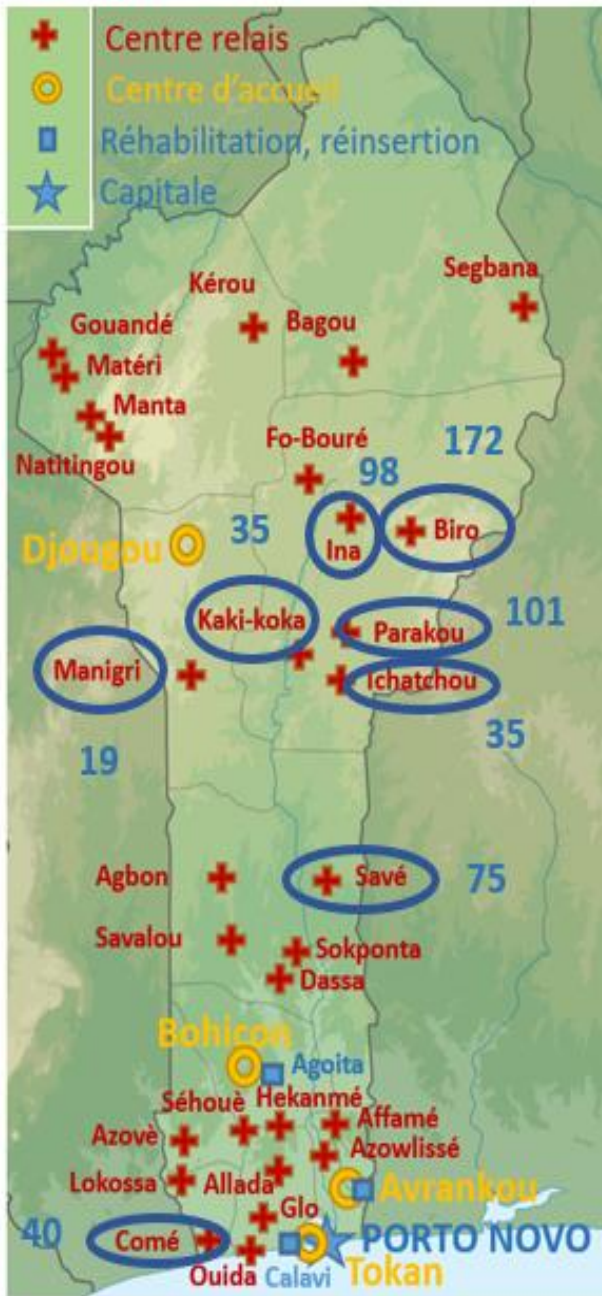 Centre relais
Centre d'accueil
Réhabilitation, réinsertion
Capitale
Segbana
Kérou
Bagou
Gouandé
Matéri
Manta
Natitingou
Fo-Bouré
172
98
Djougou
35
Ina
Biro
Kaki-koka
Parakou
101
Manigri
Ichatchou
19
35
Agbon
Savé
75
Savalou
Sokponta
Dassa
Bohicon
Agoita
Séhouè
Hekanmé
Affamé
Azovè
Azowlissé
Lokossa
Allada
Avrankou
Glo
40
Comé
PORTO NOVO
Ouida
Calavi
Tokan